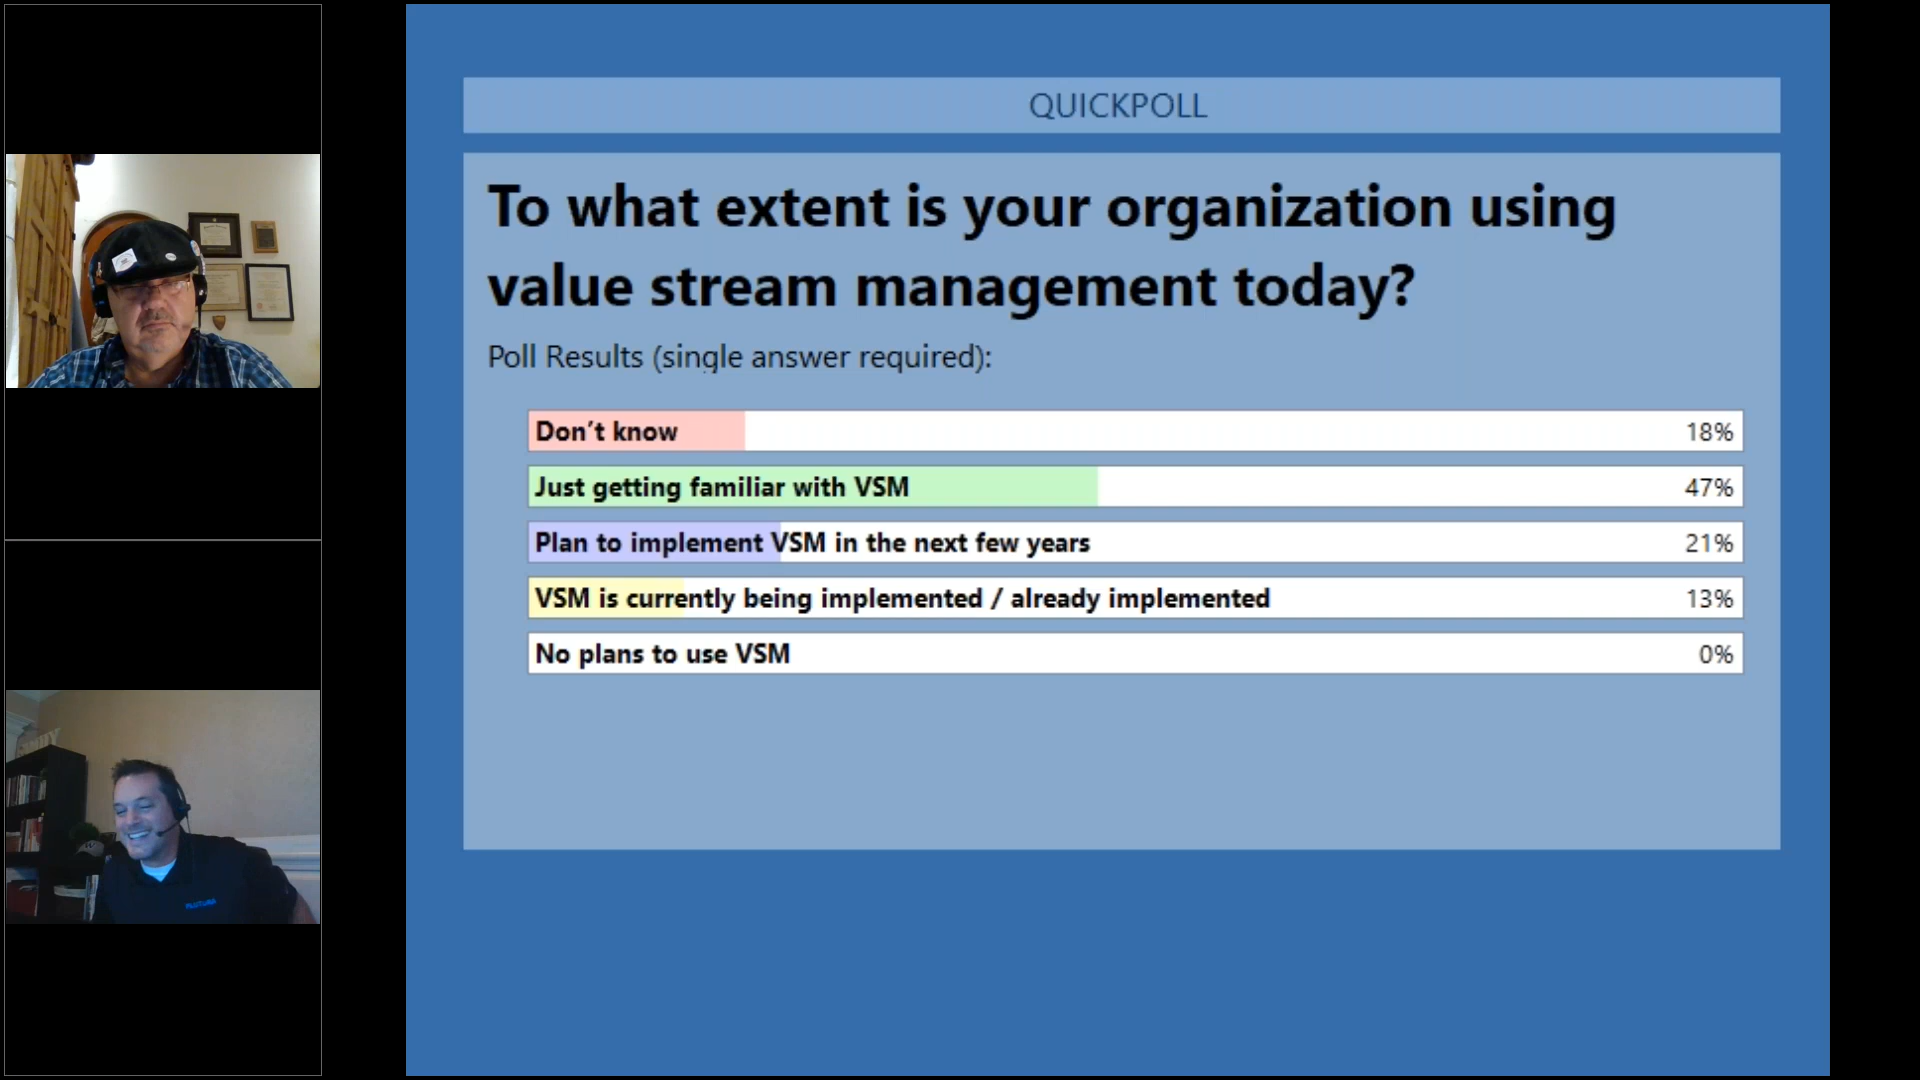 QUICKPOLL
To what extent is your organization using
value stream management today?
Poll Results (single answer required):
Don’t know 18%
Just getting familiar with VSM 47%
Plan to implement VSM in the next few years 21%
VSM is currently being implemented / already implemented 13%
No plans to use VSM 0%